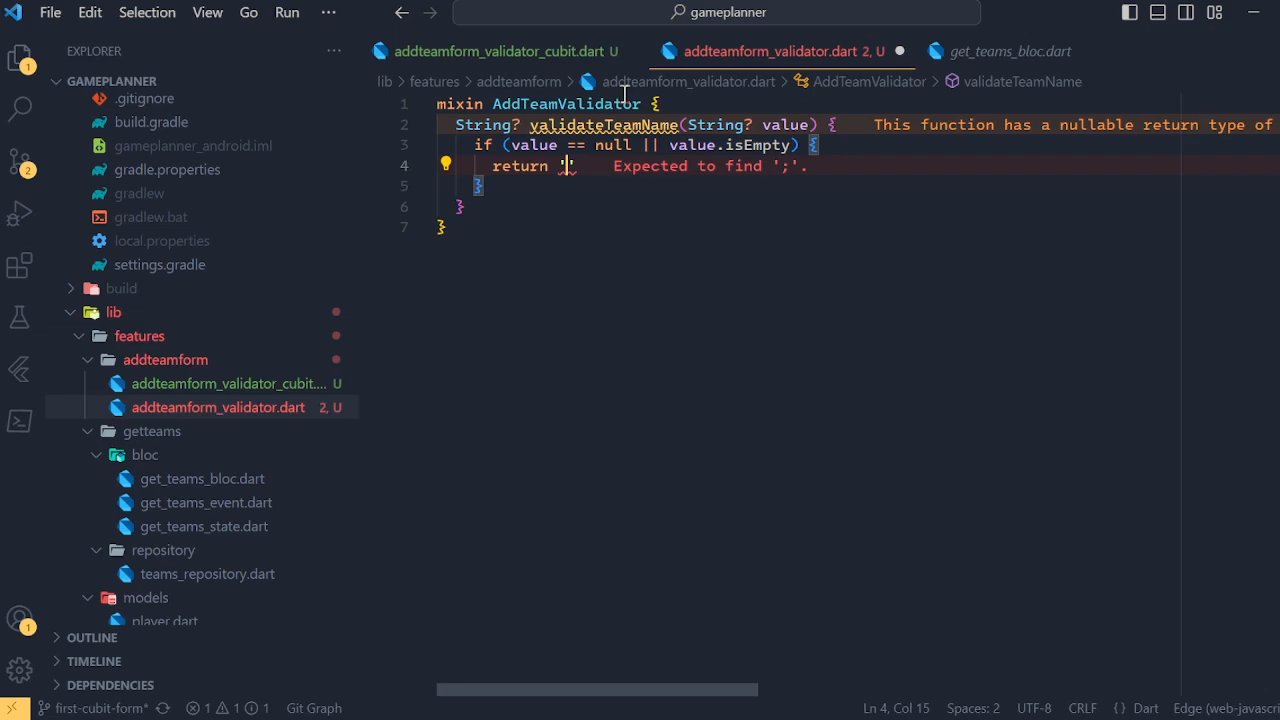 File Edit Selection View Go Run ··· gameplanner
EXPLORER ···
addteamform_validator_cubit.dart U addteamform_validator.dart 2, U get_teams_bloc.dart
GAMEPLANNER
lib > features > addteamform > addteamform_validator.dart > AddTeamValidator > validateTeamName
.gitignore
build.gradle
gameplanner_android.iml
gradle.properties
gradlew
gradlew.bat
local.properties
settings.gradle
build
lib
features
addteamform
addteamform_validator_cubit.... U
addteamform_validator.dart 2, U
getteams
bloc
get_teams_bloc.dart
get_teams_event.dart
get_teams_state.dart
repository
teams_repository.dart
models
player.dart
OUTLINE
TIMELINE
DEPENDENCIES
1 mixin AddTeamValidator {
2 String? validateTeamName(String? value) { This function has a nullable return type of
3 if (value == null || value.isEmpty) {
4 return '' Expected to find ';'.
5 }
6 }
7 }
1
2
1
first-cubit-form* 1 1 1 Git Graph Ln 4, Col 15 Spaces: 2 UTF-8 CRLF {} Dart Edge (web-javascri